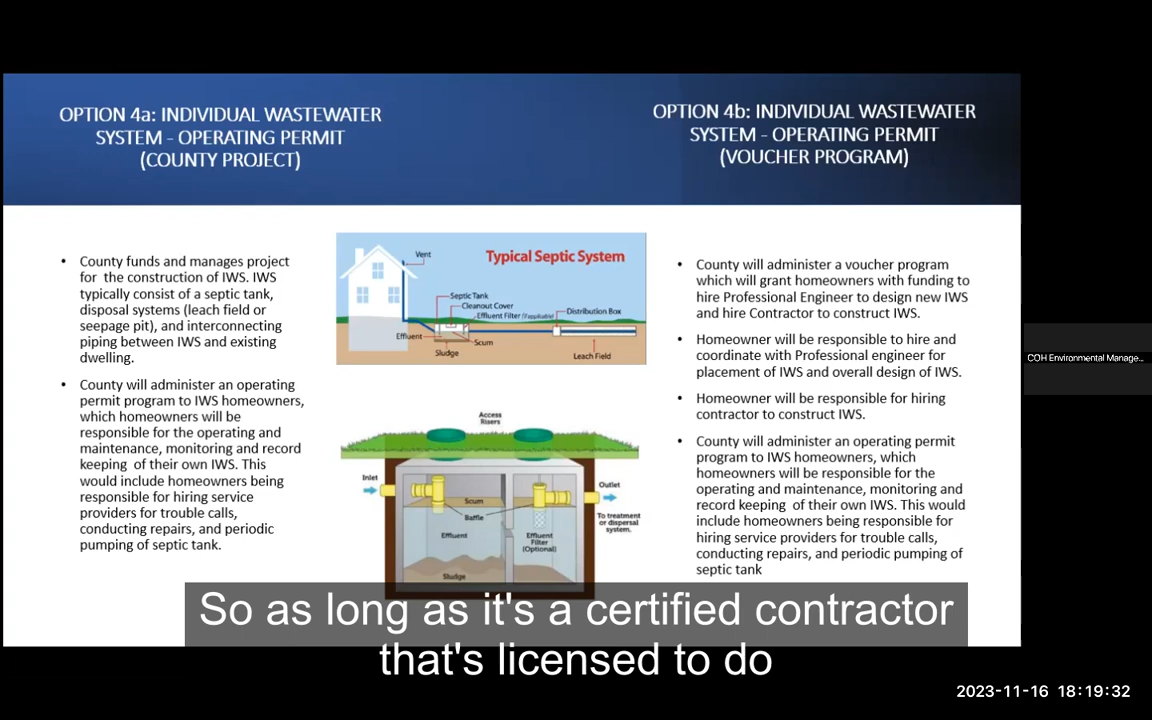 OPTION 4a: INDIVIDUAL WASTEWATER
SYSTEM - OPERATING PERMIT
(COUNTY PROJECT)
OPTION 4b: INDIVIDUAL WASTEWATER
SYSTEM - OPERATING PERMIT
(VOUCHER PROGRAM)
• County funds and manages project
for the construction of IWS. IWS
typically consist of a septic tank,
disposal systems (leach field or
seepage pit), and interconnecting
piping between IWS and existing
dwelling.
• County will administer an operating
permit program to IWS homeowners,
which homeowners will be
responsible for the operating and
maintenance, monitoring and record
keeping of their own IWS. This
would include homeowners being
responsible for hiring service
providers for trouble calls,
conducting repairs, and periodic
pumping of septic tank.
Typical Septic System
Vent
Septic Tank
Cleanout Cover
Effluent Filter (if applicable)
Distribution Box
Effluent
Scum
Sludge
Leach Field
Access
Risers
Inlet
Outlet
Scum
Baffle
To treatment
or dispersal
system.
Effluent
Effluent
Filter
(Optional)
Sludge
• County will administer a voucher program
which will grant homeowners with funding to
hire Professional Engineer to design new IWS
and hire Contractor to construct IWS.
• Homeowner will be responsible to hire and
coordinate with Professional engineer for
placement of IWS and overall design of IWS.
• Homeowner will be responsible for hiring
contractor to construct IWS.
• County will administer an operating permit
program to IWS homeowners, which
homeowners will be responsible for the
operating and maintenance, monitoring and
record keeping of their own IWS. This would
include homeowners being responsible for
hiring service providers for trouble calls,
conducting repairs, and periodic pumping of
septic tank
COH Environmental Manage...
So as long as it's a certified contractor
that's licensed to do
2023-11-16 18:19:32